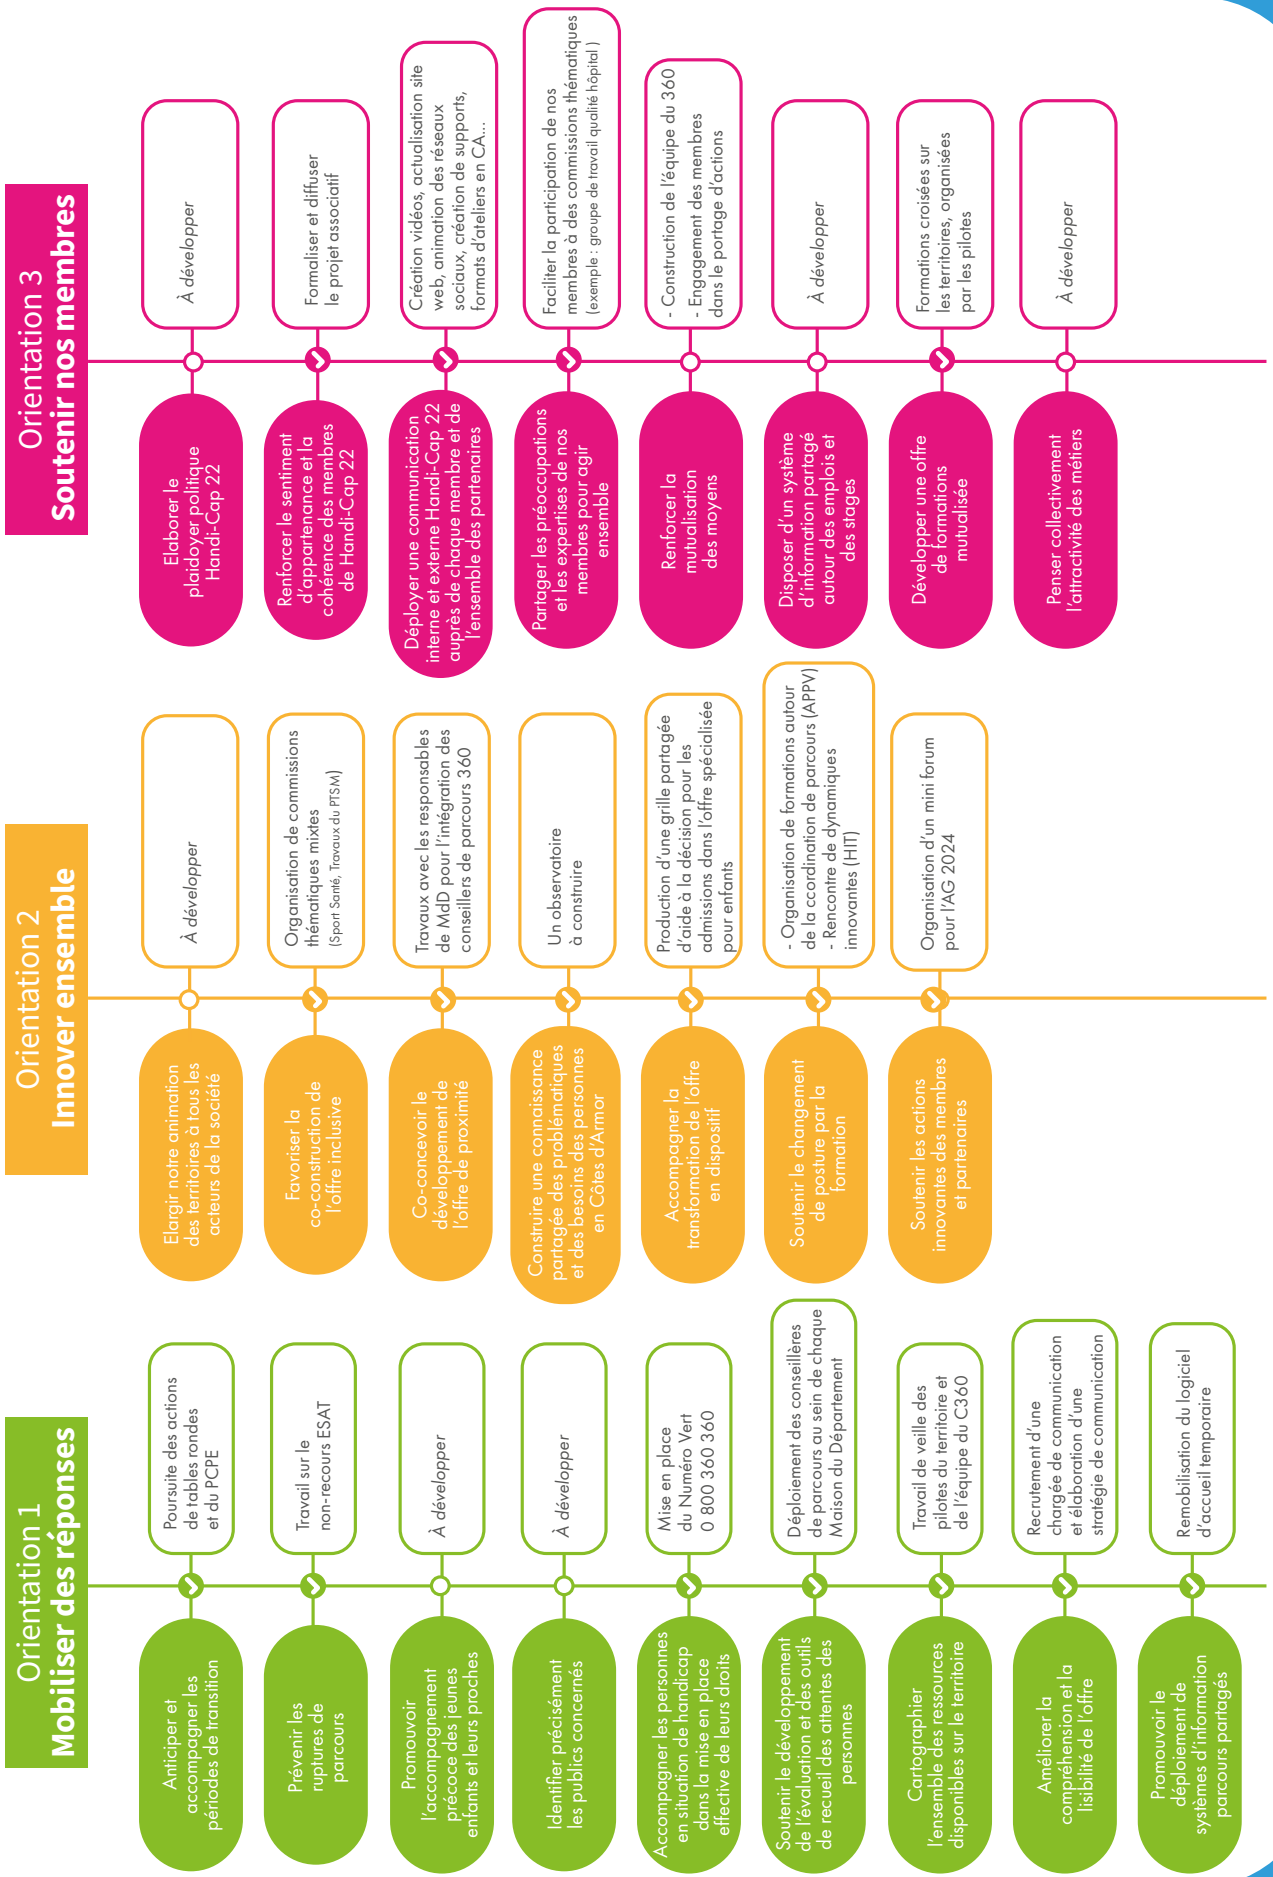 Orientation 1
Mobiliser des réponses
Anticiper et
accompagner les
périodes de transition
Poursuite des actions
de tables rondes
et du PCPE
Prévenir les
ruptures de
parcours
Travail sur le
non-recours ESAT
Promouvoir
l'accompagnement
précoce des jeunes
enfants et leurs proches
À développer
Identifier précisément
les publics concernés
À développer
Accompagner les personnes
en situation de handicap
dans la mise en place
effective de leurs droits
Mise en place
du Numéro Vert
0 800 360 360
Soutenir le développement
de l'évaluation et des outils
de recueil des attentes des
personnes
Déploiement des conseillères
de parcours au sein de chaque
Maison du Département
Cartographier
l'ensemble des ressources
disponibles sur le territoire
Travail de veille des
pilotes du territoire et
de l'équipe du C360
Améliorer la
compréhension et la
lisibilité de l'offre
Recrutement d'une
chargée de communication
et élaboration d'une
stratégie de communication
Promouvoir le
déploiement de
systèmes d'information
parcours partagés
Remobilisation du logiciel
d'accueil temporaire
Orientation 2
Innover ensemble
Elargir notre animation
des territoires à tous les
acteurs de la société
À développer
Favoriser la
co-construction de
l'offre inclusive
Organisation de commissions
thématiques mixtes
(Sport Santé, Travaux du PTSM)
Co-concevoir le
développement de
l'offre de proximité
Travaux avec les responsables
de MdD pour l'intégration des
conseillers de parcours 360
Construire une connaissance
partagée des problématiques
et des besoins des personnes
en Côtes d'Armor
Un observatoire
à construire
Accompagner la
transformation de l'offre
en dispositif
Production d'une grille partagée
d'aide à la décision pour les
admissions dans l'offre spécialisée
pour enfants
Soutenir le changement
de posture par la
formation
- Organisation de formations autour
de la ccordination de parcours (APPV)
- Rencontre de dynamiques
innovantes (HIT)
Soutenir les actions
innovantes des membres
et partenaires
Organisation d'un mini forum
pour l'AG 2024
Orientation 3
Soutenir nos membres
Elaborer le
plaidoyer politique
Handi-Cap 22
À développer
Renforcer le sentiment
d'appartenance et la
cohérence des membres
de Handi-Cap 22
Formaliser et diffuser
le projet associatif
Déployer une communication
interne et externe Handi-Cap 22
auprès de chaque membre et de
l'ensemble des partenaires
Création vidéos, actualisation site
web, animation des réseaux
sociaux, création de supports,
formats d'ateliers en CA...
Partager les préoccupations
et les expertises de nos
membres pour agir
ensemble
Faciliter la participation de nos
membres à des commissions thématiques
(exemple : groupe de travail qualité hôpital )
Renforcer la
mutualisation
des moyens
- Construction de l'équipe du 360
- Engagement des membres
dans le portage d'actions
Disposer d'un système
d'information partagé
autour des emplois et
des stages
À développer
Développer une offre
de formations
mutualisée
Formations croisées sur
les territoires, organisées
par les pilotes
Penser collectivement
l'attractivité des métiers
À développer